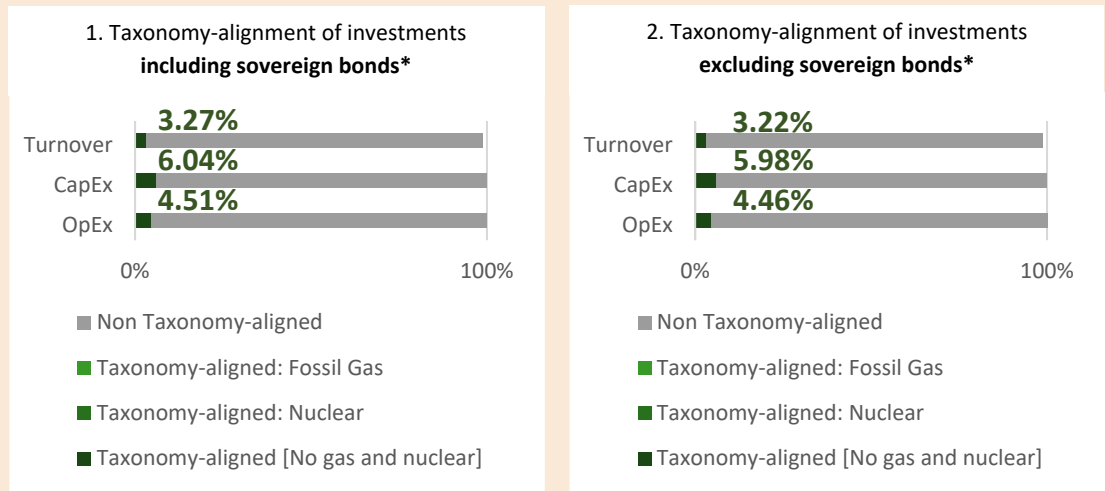 1. Taxonomy-alignment of investments
including sovereign bonds*
3.27%
Turnover
6.04%
CapEx
4.51%
OpEx
0%
100%
Non Taxonomy-aligned
Taxonomy-aligned: Fossil Gas
Taxonomy-aligned: Nuclear
Taxonomy-aligned [No gas and nuclear]
2. Taxonomy-alignment of investments
excluding sovereign bonds*
3.22%
Turnover
5.98%
CapEx
4.46%
OpEx
0%
100%
Non Taxonomy-aligned
Taxonomy-aligned: Fossil Gas
Taxonomy-aligned: Nuclear
Taxonomy-aligned [No gas and nuclear]